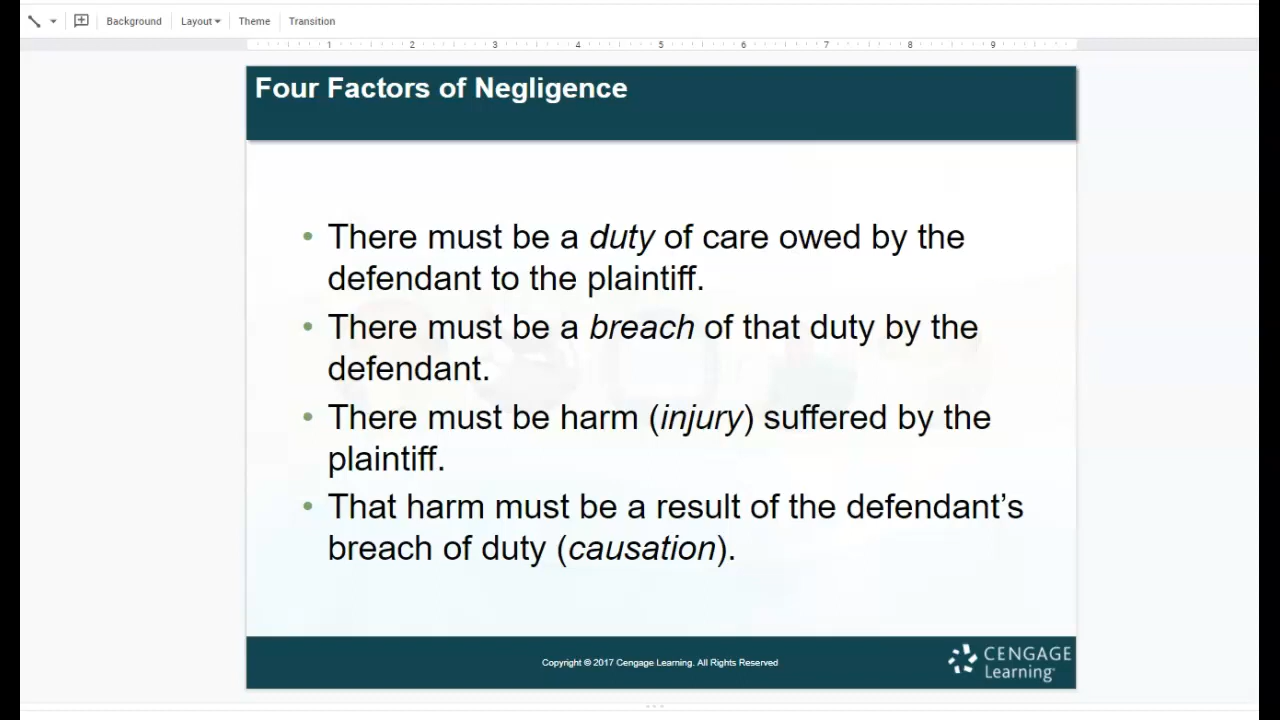 Background Layout Theme Transition
1 2 3 4 5 6 7 8 9
Four Factors of Negligence
• There must be a duty of care owed by the
defendant to the plaintiff.
• There must be a breach of that duty by the
defendant.
• There must be harm (injury) suffered by the
plaintiff.
• That harm must be a result of the defendant’s
breach of duty (causation).
Copyright © 2017 Cengage Learning. All Rights Reserved
CENGAGE
Learning™